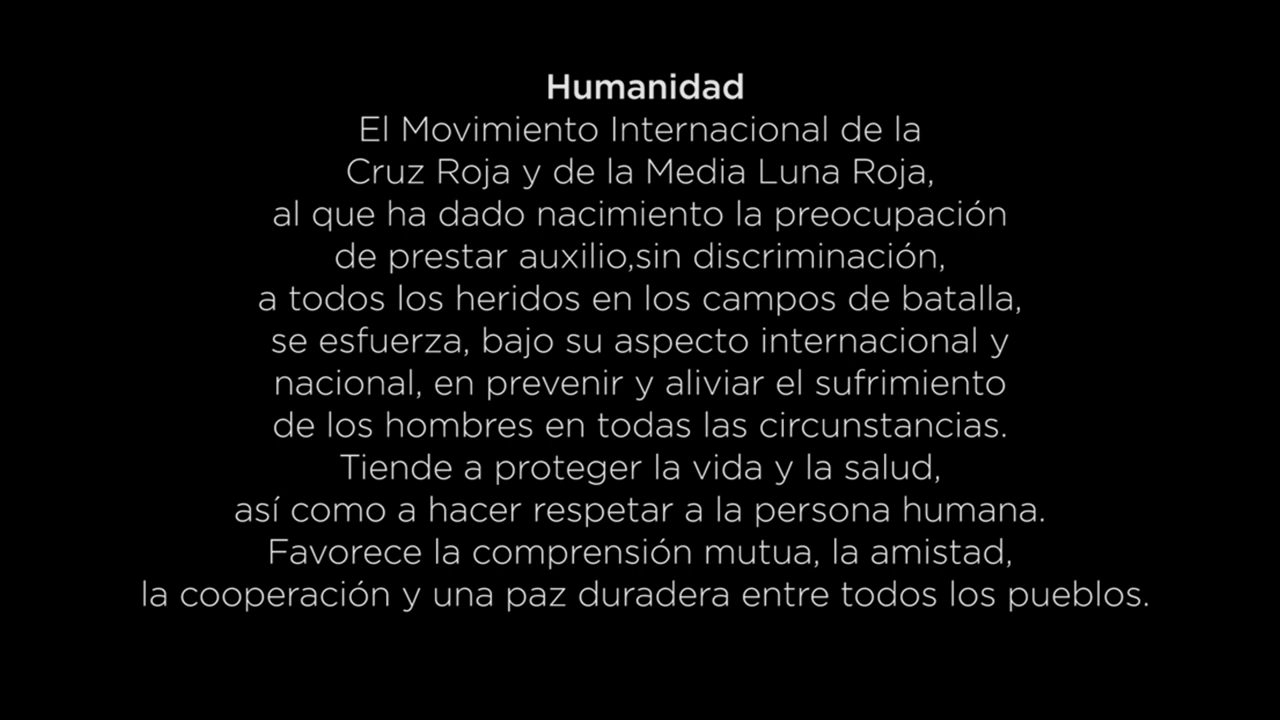 Humanidad
El Movimiento Internacional de la
Cruz Roja y de la Media Luna Roja,
al que ha dado nacimiento la preocupación
de prestar auxilio,sin discriminación,
a todos los heridos en los campos de batalla,
se esfuerza, bajo su aspecto internacional y
nacional, en prevenir y aliviar el sufrimiento
de los hombres en todas las circunstancias.
Tiende a proteger la vida y la salud,
así como a hacer respetar a la persona humana.
Favorece la comprensión mutua, la amistad,
la cooperación y una paz duradera entre todos los pueblos.